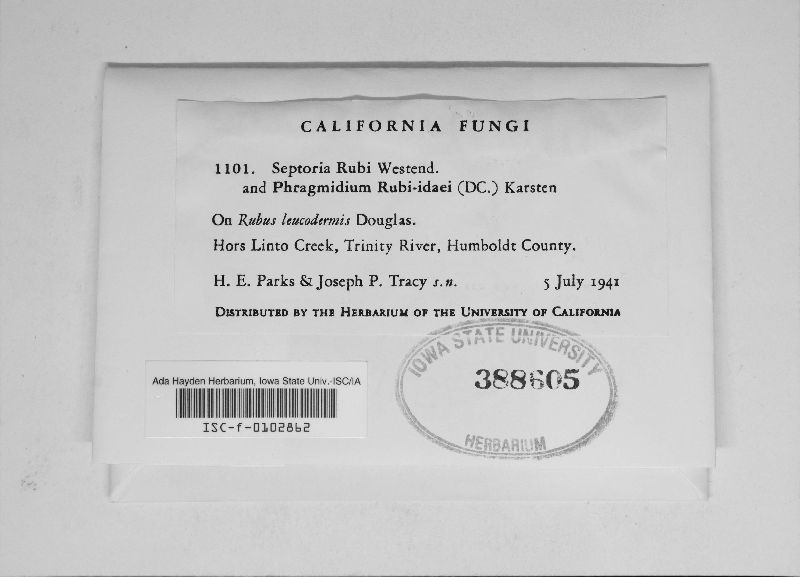 CALIFORNIA FUNGI
1101. Septoria Rubi Westend.
and Phragmidium Rubi-idaei (DC.) Karsten
On Rubus leucodermis Douglas.
Hors Linto Creek, Trinity River, Humboldt County.
H. E. Parks & Joseph P. Tracy s.n. 5 July 1941
DISTRIBUTED BY THE HERBARIUM OF THE UNIVERSITY OF CALIFORNIA
IOWA STATE UNIVERSITY
388605
HERBARIUM
Ada Hayden Herbarium, Iowa State Univ.-ISC/IA
ISC-f-0102862